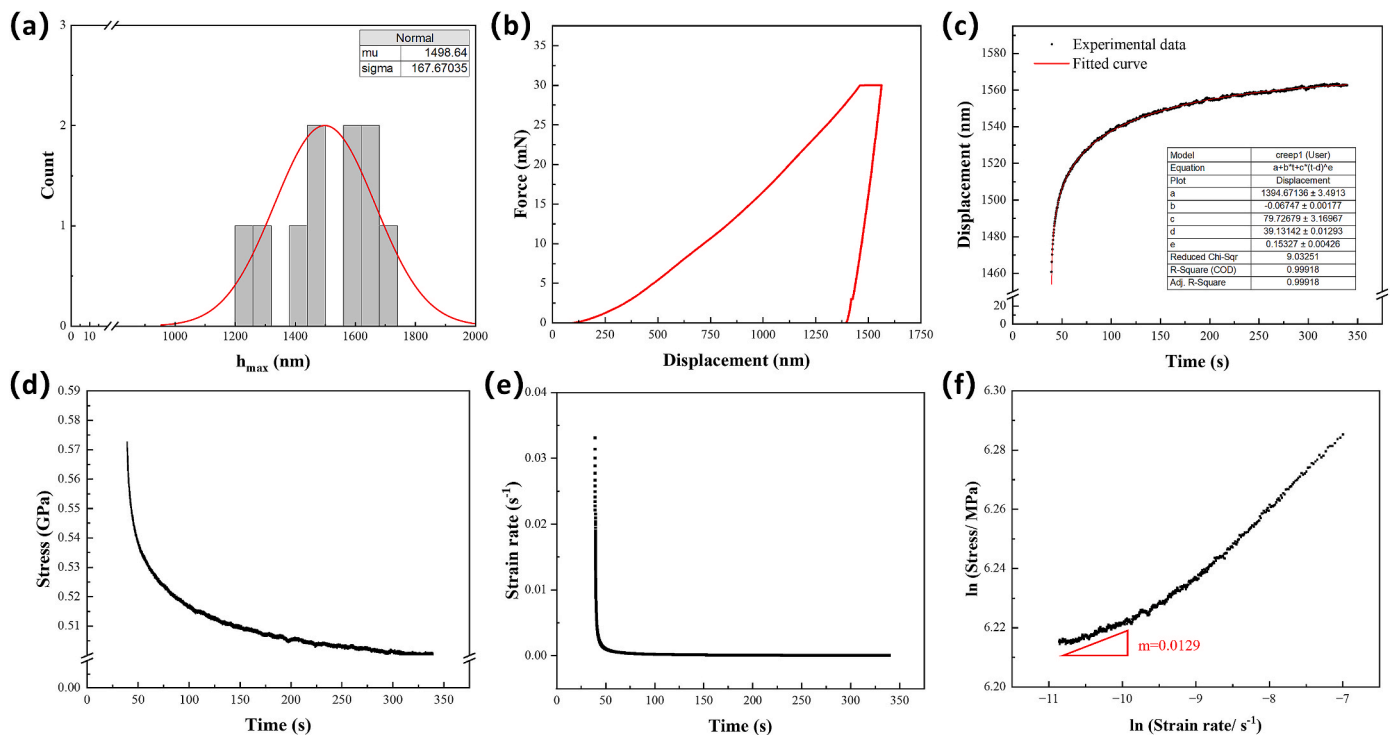 (a)
3
2
1
0
Count
Normal
mu 1498.64
sigma 167.67035
0 10 1000 1200 1400 1600 1800 2000
hmax (nm)
(b)
35
30
25
20
15
10
5
0
Force (mN)
0 250 500 750 1000 1250 1500 1750
Displacement (nm)
(c)
1580
1560
1540
1520
1500
1480
1460
20
0
Displacement (nm)
Experimental data
Fitted curve
Model creep1 (User)
Equation a+b*t+c*(t-d)^e
Plot Displacement
a 1394.67136 ± 3.4913
b -0.06747 ± 0.00177
c 79.72679 ± 3.16967
d 39.13142 ± 0.01293
e 0.15327 ± 0.00426
Reduced Chi-Sqr 9.03251
R-Square (COD) 0.99918
Adj. R-Square 0.99918
0 50 100 150 200 250 300 350
Time (s)
(d)
0.59
0.58
0.57
0.56
0.55
0.54
0.53
0.52
0.51
0.00
Stress (GPa)
0 50 100 150 200 250 300 350
Time (s)
(e)
0.04
0.03
0.02
0.01
0.00
Strain rate (s-1)
0 50 100 150 200 250 300 350
Time (s)
(f)
6.30
6.28
6.26
6.24
6.22
6.20
ln (Stress/ MPa)
m=0.0129
−11 −10 −9 −8 −7
ln (Strain rate/ s-1)